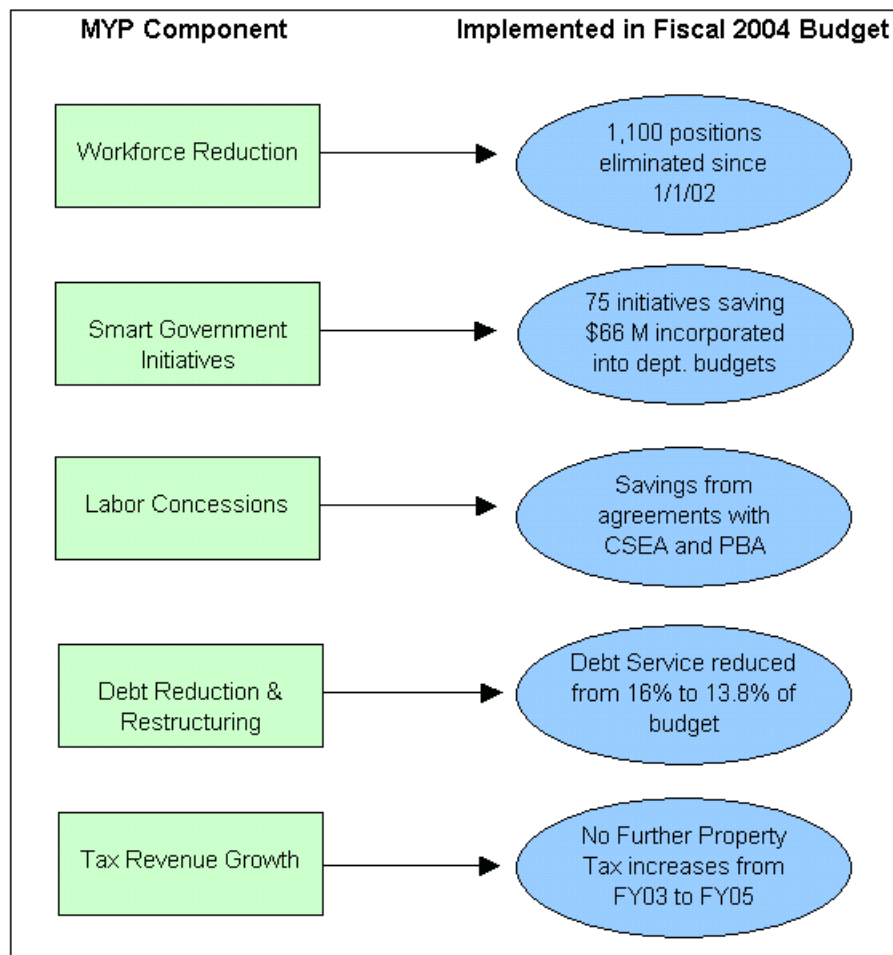 MYP Component
Implemented in Fiscal 2004 Budget
Workforce Reduction
1,100 positions
eliminated since
1/1/02
Smart Government
Initiatives
75 initiatives saving
$66 M incorporated
into dept. budgets
Labor Concessions
Savings from
agreements with
CSEA and PBA
Debt Reduction &
Restructuring
Debt Service reduced
from 16% to 13.8% of
budget
Tax Revenue Growth
No Further Property
Tax increases from
FY03 to FY05